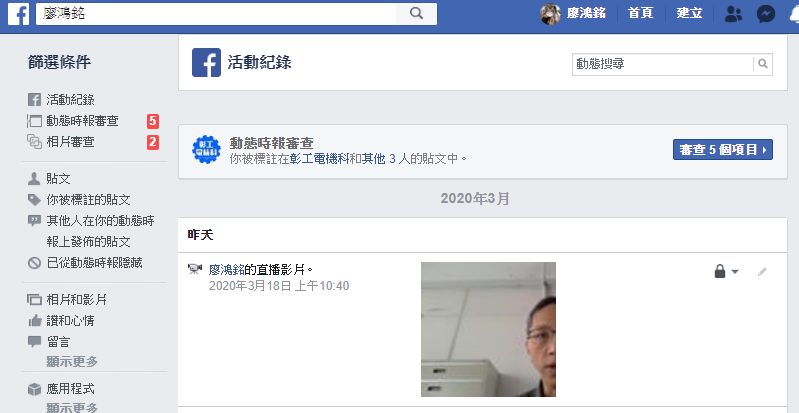 廖鴻銘
廖鴻銘 首頁 建立
篩選條件
活動紀錄
動態時報審查 5
相片審查 2
貼文
你被標註的貼文
其他人在你的動態時
報上發佈的貼文
已從動態時報隱藏
相片和影片
讚和心情
留言
顯示更多
應用程式
顯示更多
活動紀錄
動態搜尋
彰工
電機科
動態時報審查
你被標註在彰工電機科和其他 3 人的貼文中。
審查 5 個項目
2020年3月
昨天
廖鴻銘的直播影片。
2020年3月18日 上午10:40